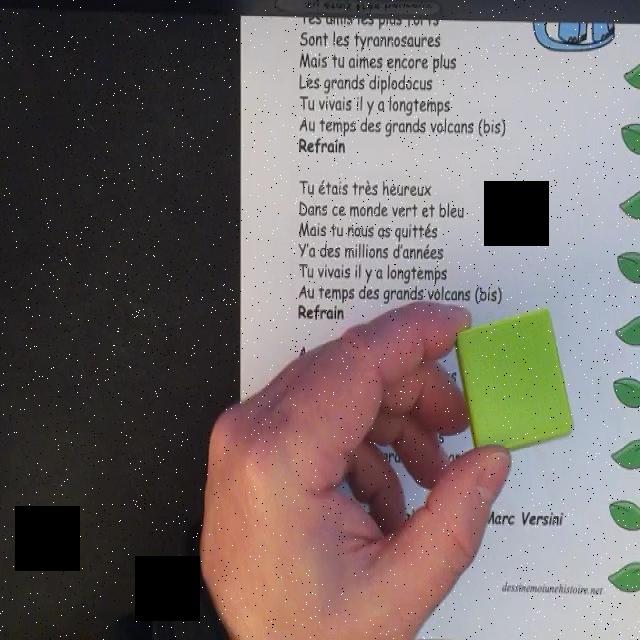 Tes amis les plus forts
Sont les tyrannosaures
Mais tu aimes encore plus
Les grands diplodocus
Tu vivais il y a longtemps
Au temps des grands volcans (bis)
Refrain
Tu étais très heureux
Dans ce monde vert et bleu
Mais tu nous as quittés
Y'a des millions d'années
Tu vivais il y a longtemps
Au temps des grands volcans (bis)
Refrain
Marc Versini
dessinemoiunehistoire.net